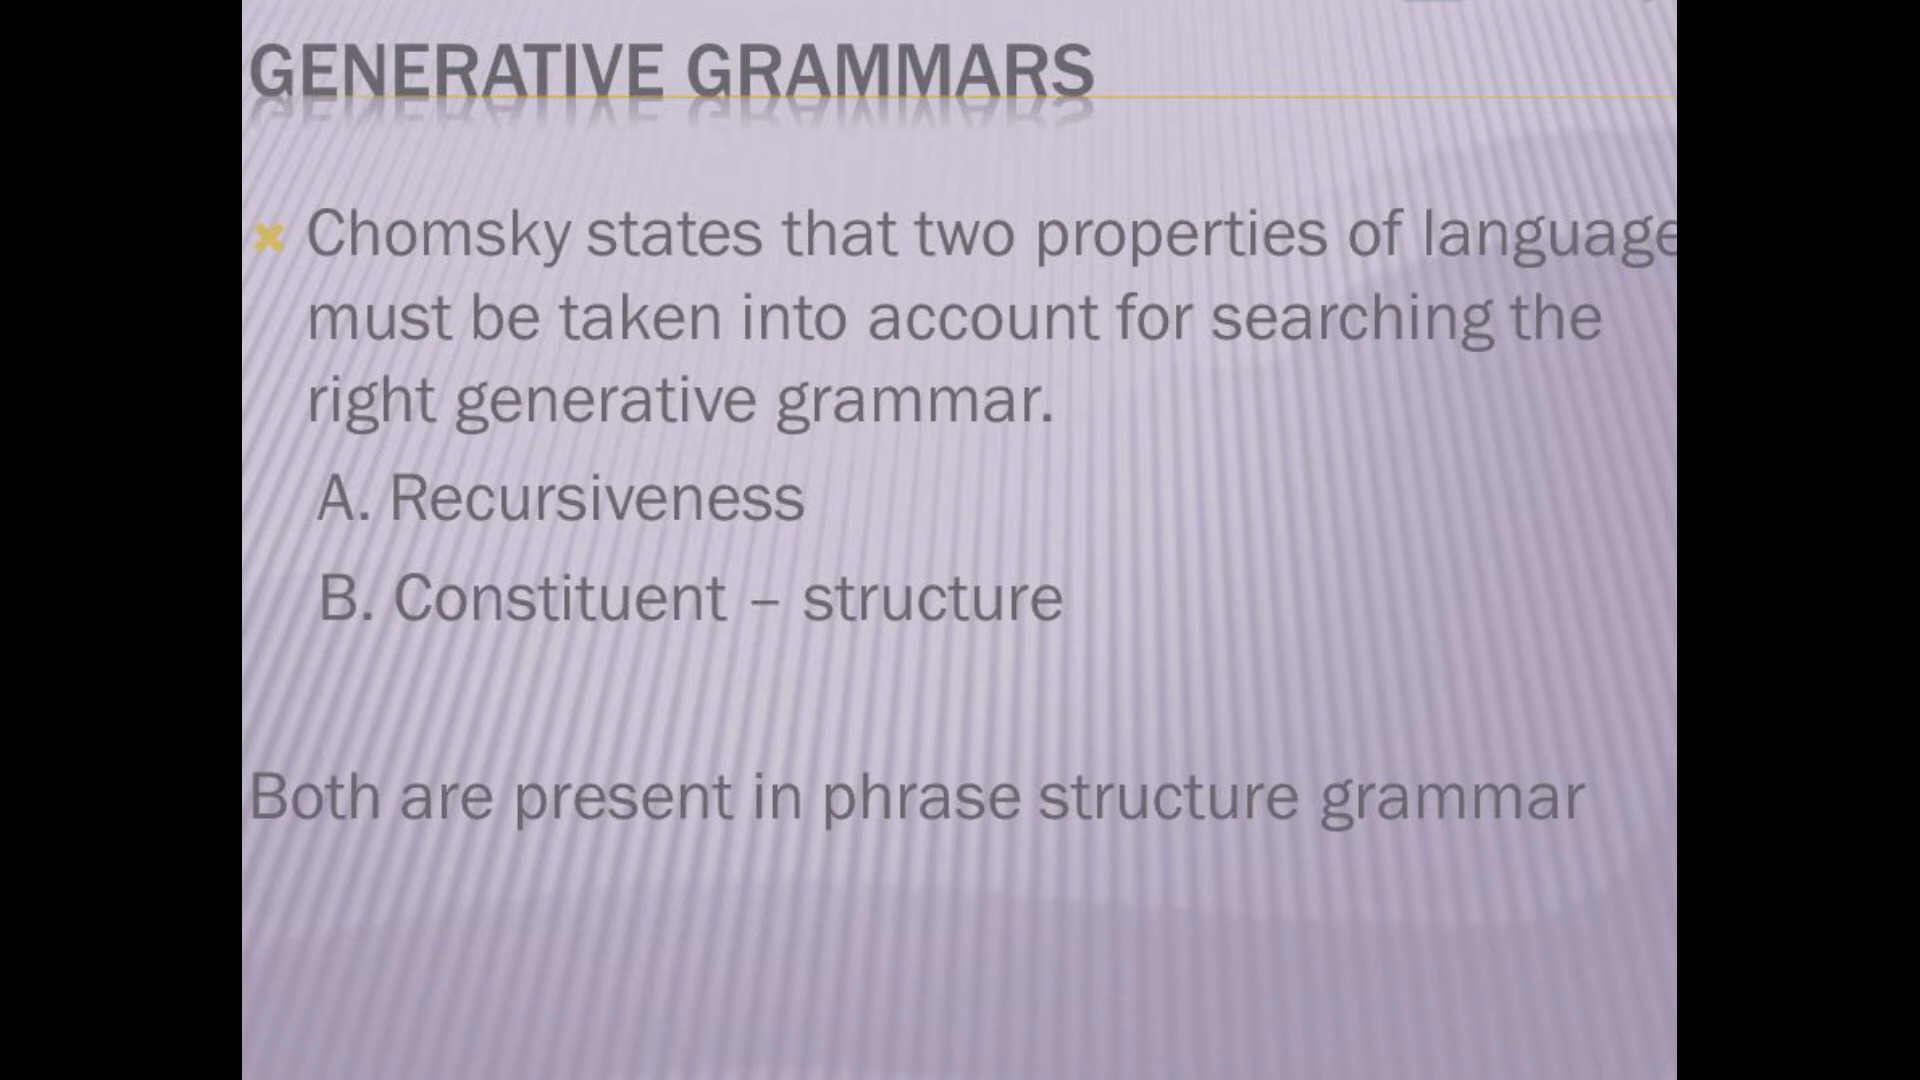 GENERATIVE GRAMMARS
Chomsky states that two properties of language
must be taken into account for searching the
right generative grammar.
A. Recursiveness
B. Constituent – structure
Both are present in phrase structure grammar